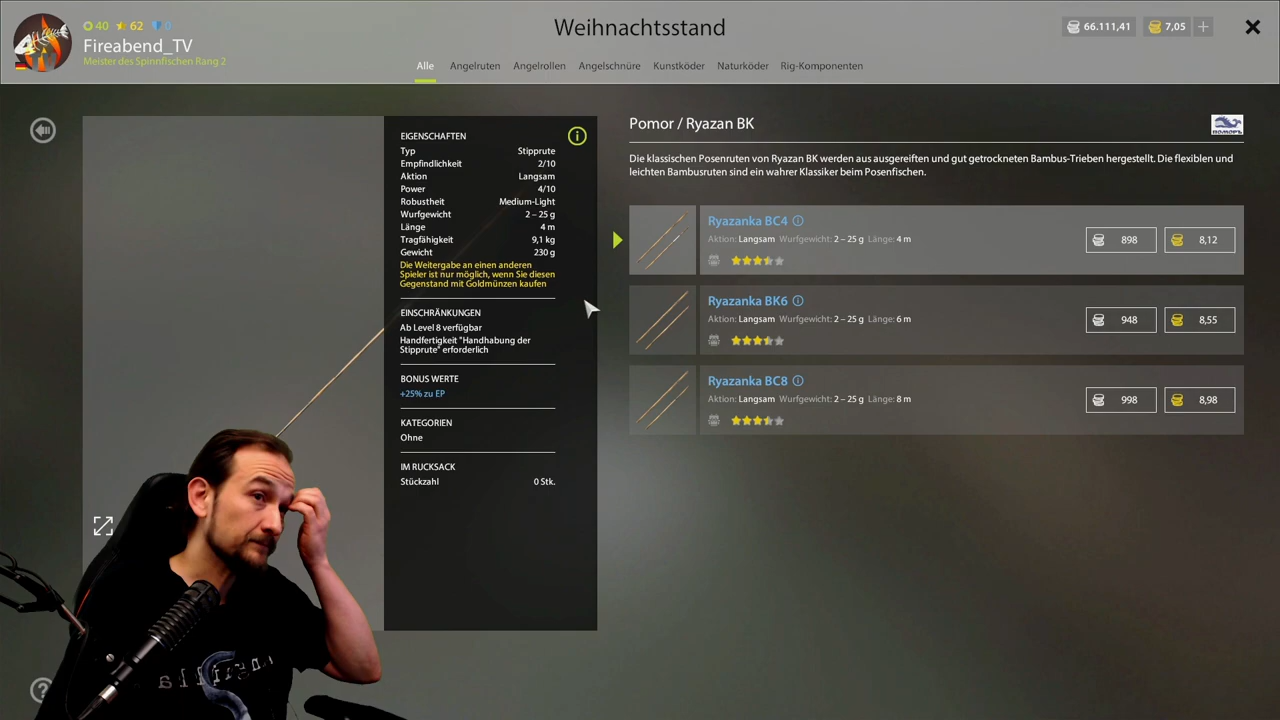 40 62 0
Fireabend_TV
Meister des Spinnfischen Rang 2
Weihnachtsstand
66.111,41 7,05
Alle Angelruten Angelrollen Angelschnüre Kunstköder Naturköder Rig-Komponenten
EIGENSCHAFTEN
Typ Stipprute
Empfindlichkeit 2/10
Aktion Langsam
Power 4/10
Robustheit Medium-Light
Wurfgewicht 2 – 25 g
Länge 4 m
Tragfähigkeit 9,1 kg
Gewicht 230 g
Die Weitergabe an einen anderen
Spieler ist nur möglich, wenn Sie diesen
Gegenstand mit Goldmünzen kaufen
EINSCHRÄNKUNGEN
Ab Level 8 verfügbar
Handfertigkeit "Handhabung der
Stipprute" erforderlich
BONUS WERTE
+25% zu EP
KATEGORIEN
Ohne
IM RUCKSACK
Stückzahl 0 Stk.
Pomor / Ryazan BK
ПОМОРЪ
Die klassischen Posenruten von Ryazan BK werden aus ausgereiften und gut getrockneten Bambus-Trieben hergestellt. Die flexiblen und
leichten Bambusruten sind ein wahrer Klassiker beim Posenfischen.
Ryazanka BC4
Aktion: Langsam Wurfgewicht: 2 – 25 g Länge: 4 m
898 8,12
Ryazanka BK6
Aktion: Langsam Wurfgewicht: 2 – 25 g Länge: 6 m
948 8,55
Ryazanka BC8
Aktion: Langsam Wurfgewicht: 2 – 25 g Länge: 8 m
998 8,98